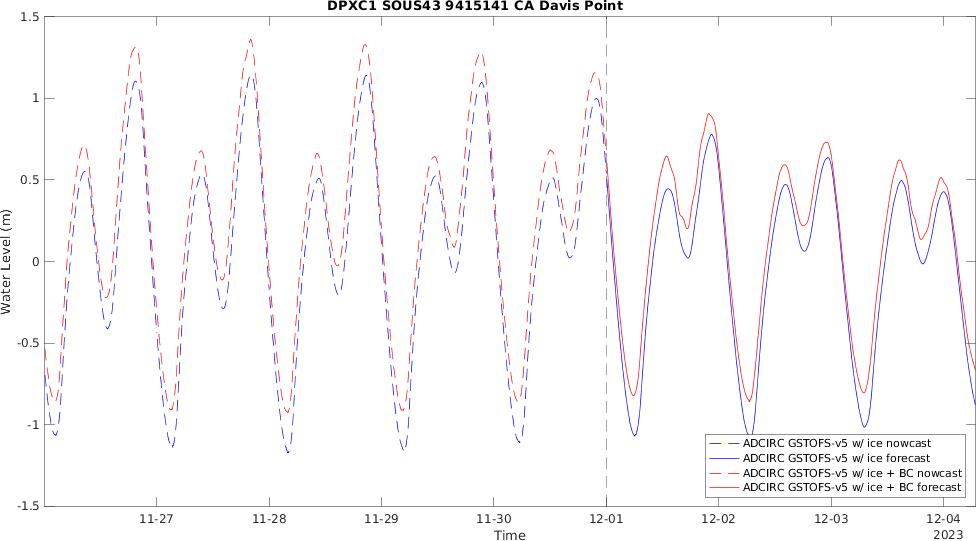 DPXC1 SOUS43 9415141 CA Davis Point
1.5
1
0.5
0
-0.5
-1
-1.5
Water Level (m)
11-27
11-28
11-29
11-30
12-01
12-02
12-03
12-04
Time
2023
ADCIRC GSTOFS-v5 w/ ice nowcast
ADCIRC GSTOFS-v5 w/ ice forecast
ADCIRC GSTOFS-v5 w/ ice + BC nowcast
ADCIRC GSTOFS-v5 w/ ice + BC forecast